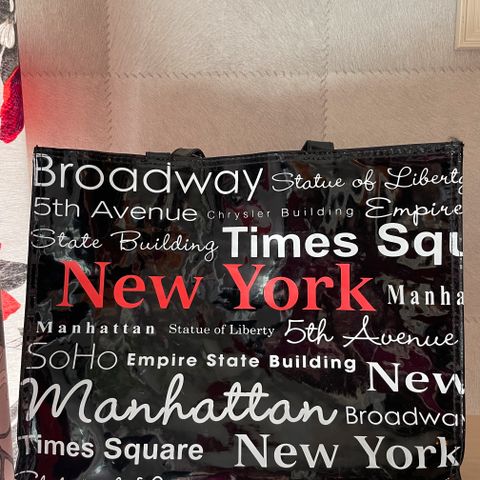 Broadway Statue of Liberty
5th Avenue Chrysler Building Empire
State Building Times Squ
New York Manha
Manhattan Statue of Liberty 5th Avenue
SoHo Empire State Building New
Manhattan Broadway
Times Square New York